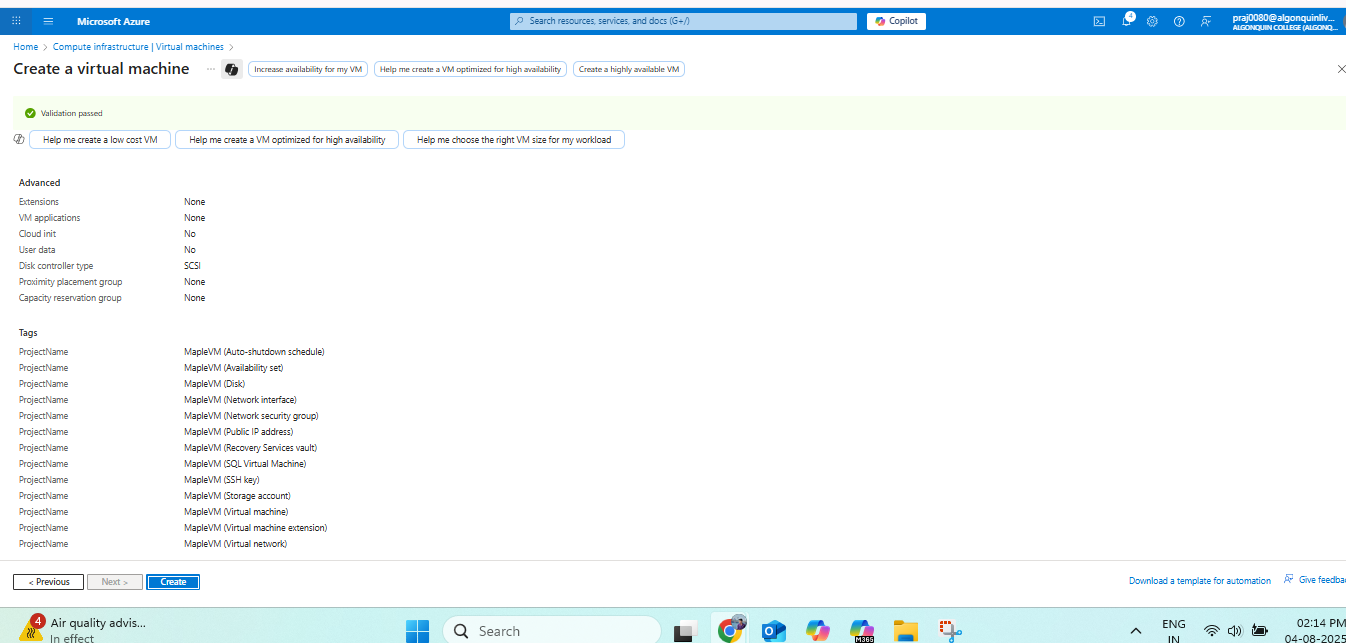 Microsoft Azure
Search resources, services, and docs (G+/)
Copilot
4
praj0080@algonquinliv...
ALGONQUIN COLLEGE (ALGONQ...
Home > Compute infrastructure | Virtual machines >
Create a virtual machine ...
Increase availability for my VM
Help me create a VM optimized for high availability
Create a highly available VM
Validation passed
Help me create a low cost VM
Help me create a VM optimized for high availability
Help me choose the right VM size for my workload
Advanced
Extensions None
VM applications None
Cloud init No
User data No
Disk controller type SCSI
Proximity placement group None
Capacity reservation group None
Tags
ProjectName MapleVM (Auto-shutdown schedule)
ProjectName MapleVM (Availability set)
ProjectName MapleVM (Disk)
ProjectName MapleVM (Network interface)
ProjectName MapleVM (Network security group)
ProjectName MapleVM (Public IP address)
ProjectName MapleVM (Recovery Services vault)
ProjectName MapleVM (SQL Virtual Machine)
ProjectName MapleVM (SSH key)
ProjectName MapleVM (Storage account)
ProjectName MapleVM (Virtual machine)
ProjectName MapleVM (Virtual machine extension)
ProjectName MapleVM (Virtual network)
< Previous
Next >
Create
Download a template for automation
Give feedba
4
Air quality advis...
In effect
Search
M365
ENG
IN
02:14 PM
04-08-2025